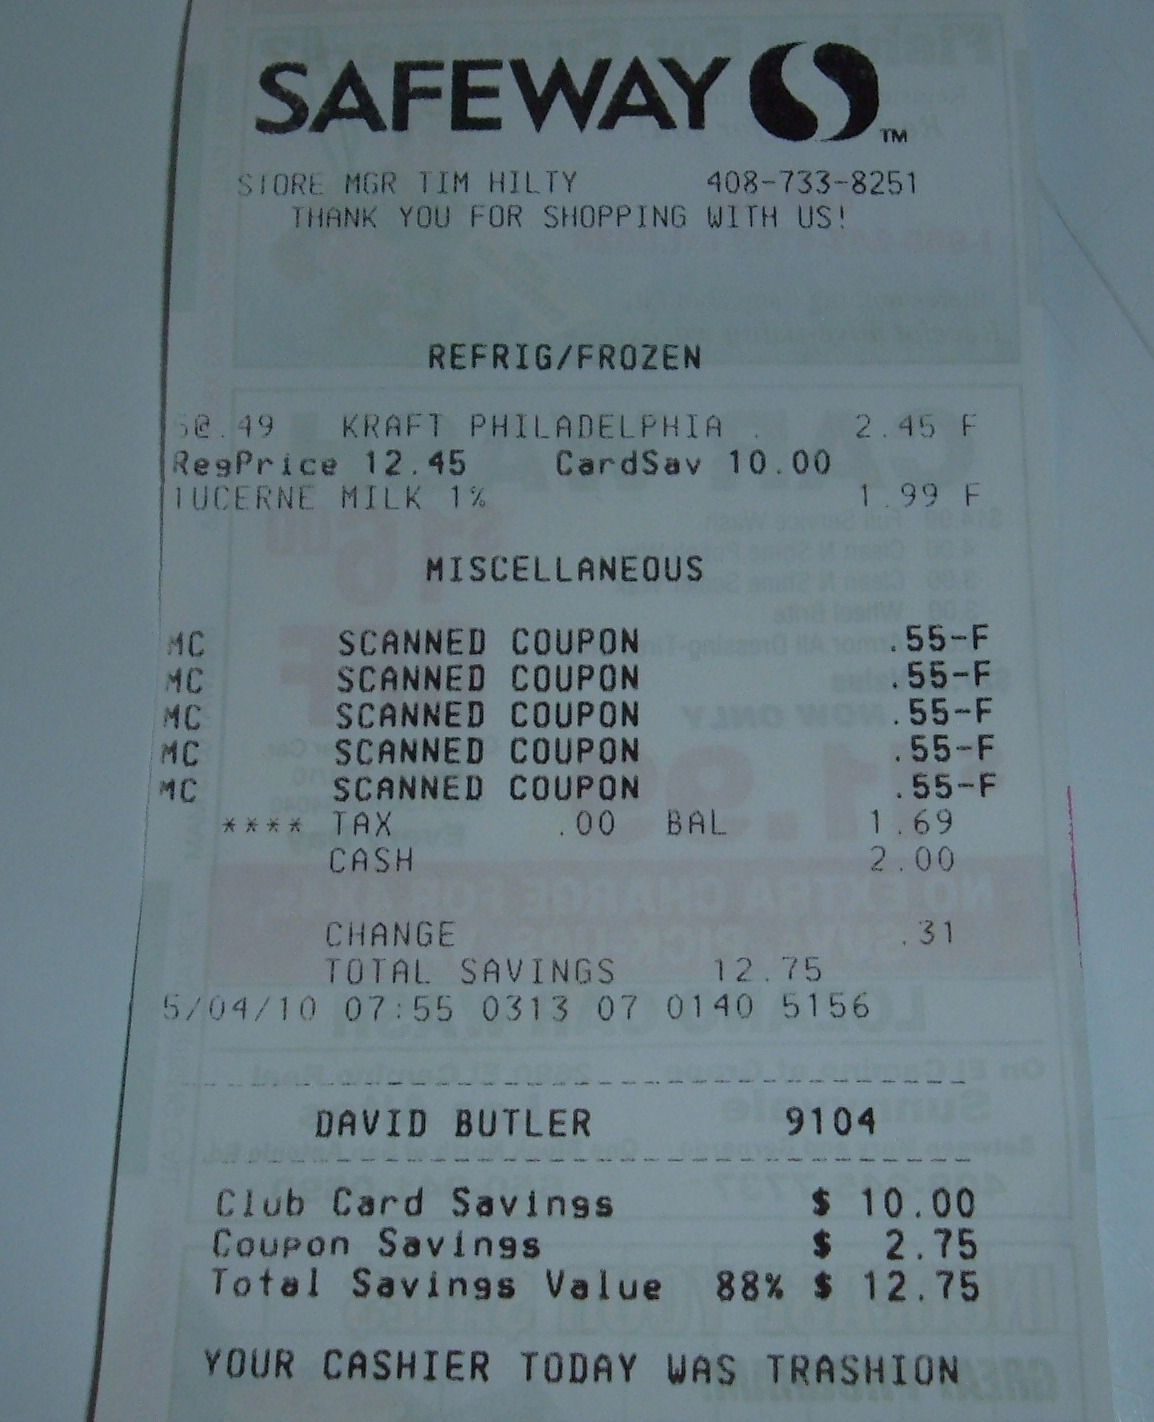 SAFEWAY TM
STORE MGR TIM HILTY 408-733-8251
THANK YOU FOR SHOPPING WITH US!
REFRIG/FROZEN
5@.49 KRAFT PHILADELPHIA . 2.45 F
RegPrice 12.45 CardSav 10.00
LUCERNE MILK 1% 1.99 F
MISCELLANEOUS
MC SCANNED COUPON .55-F
MC SCANNED COUPON .55-F
MC SCANNED COUPON .55-F
MC SCANNED COUPON .55-F
MC SCANNED COUPON .55-F
**** TAX .00 BAL 1.69
CASH 2.00
CHANGE .31
TOTAL SAVINGS 12.75
5/04/10 07:55 0313 07 0140 5156
DAVID BUTLER 9104
Club Card Savings $ 10.00
Coupon Savings $ 2.75
Total Savings Value 88% $ 12.75
YOUR CASHIER TODAY WAS TRASHION